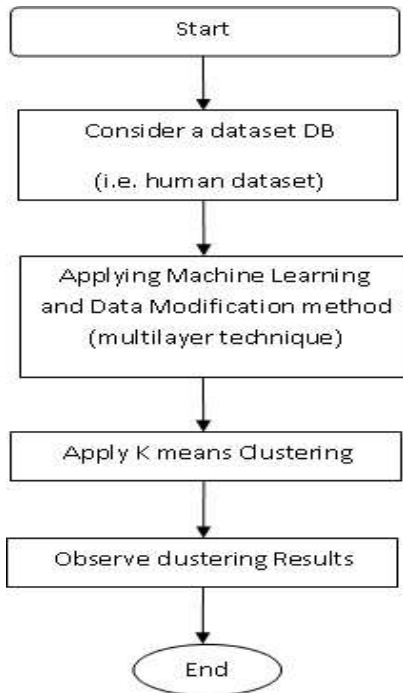 Start
Consider a dataset DB
(i.e. human dataset)
Applying Machine Learning
and Data Modification method
(multilayer technique)
Apply K means Clustering
Observe clustering Results
End